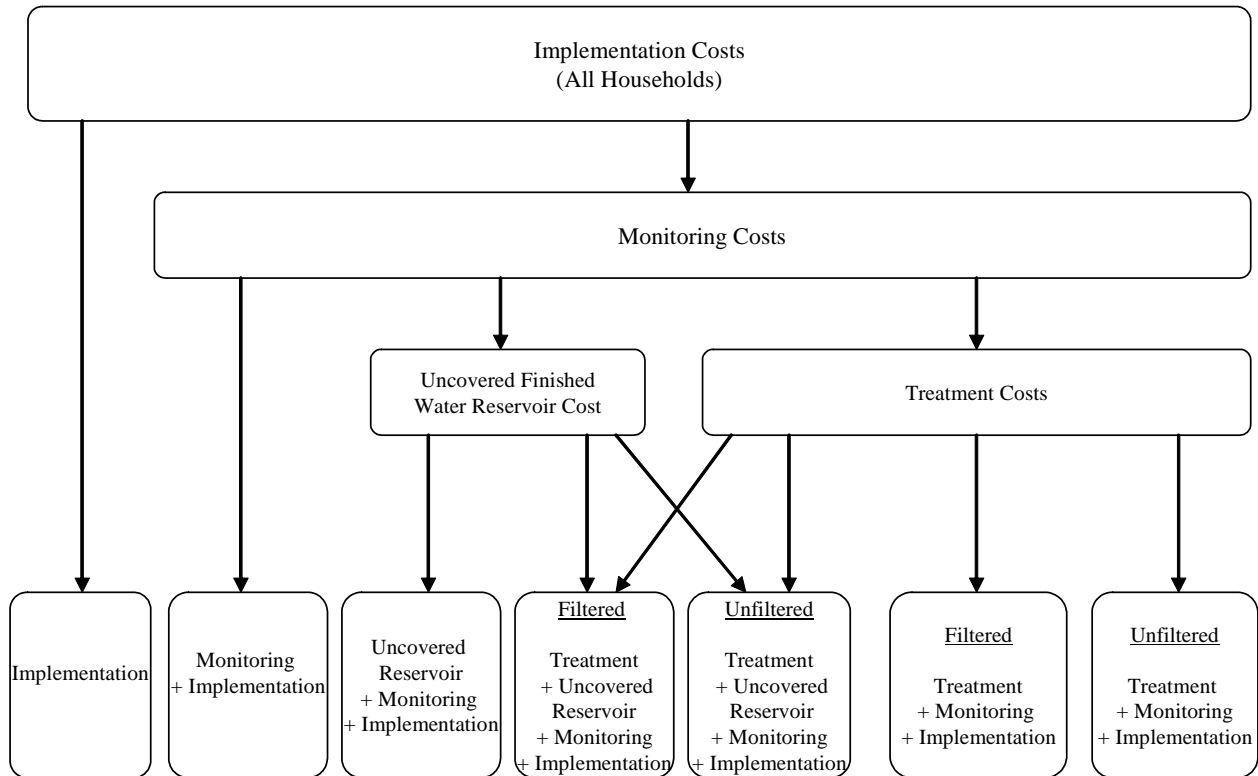 Implementation Costs
(All Households)
Monitoring Costs
Uncovered Finished
Water Reservoir Cost
Treatment Costs
Implementation
Monitoring
+ Implementation
Uncovered
Reservoir
+ Monitoring
+ Implementation
Filtered
Treatment
+ Uncovered
Reservoir
+ Monitoring
+ Implementation
Unfiltered
Treatment
+ Uncovered
Reservoir
+ Monitoring
+ Implementation
Filtered
Treatment
+ Monitoring
+ Implementation
Unfiltered
Treatment
+ Monitoring
+ Implementation